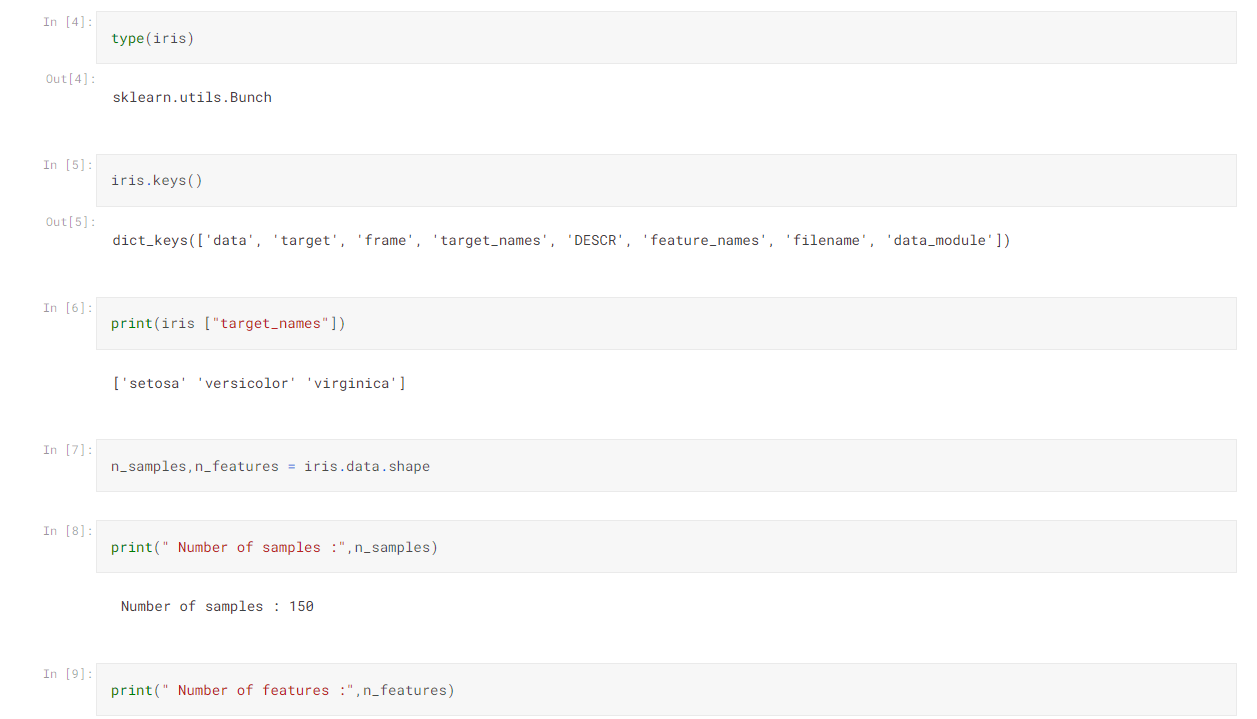 In [4]:
type(iris)
Out[4]:
sklearn.utils.Bunch
In [5]:
iris.keys()
Out[5]:
dict_keys(['data', 'target', 'frame', 'target_names', 'DESCR', 'feature_names', 'filename', 'data_module'])
In [6]:
print(iris ["target_names"])
['setosa' 'versicolor' 'virginica']
In [7]:
n_samples,n_features = iris.data.shape
In [8]:
print(" Number of samples :",n_samples)
Number of samples : 150
In [9]:
print(" Number of features :",n_features)